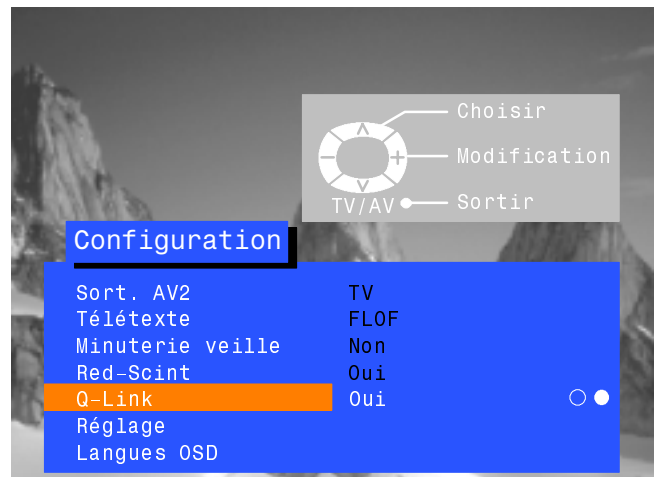 Choisir
Modification
TV/AV Sortir
Configuration
Sort. AV2 TV
Télétexte FLOF
Minuterie veille Non
Red-Scint Oui
Q-Link Oui
Réglage
Langues OSD